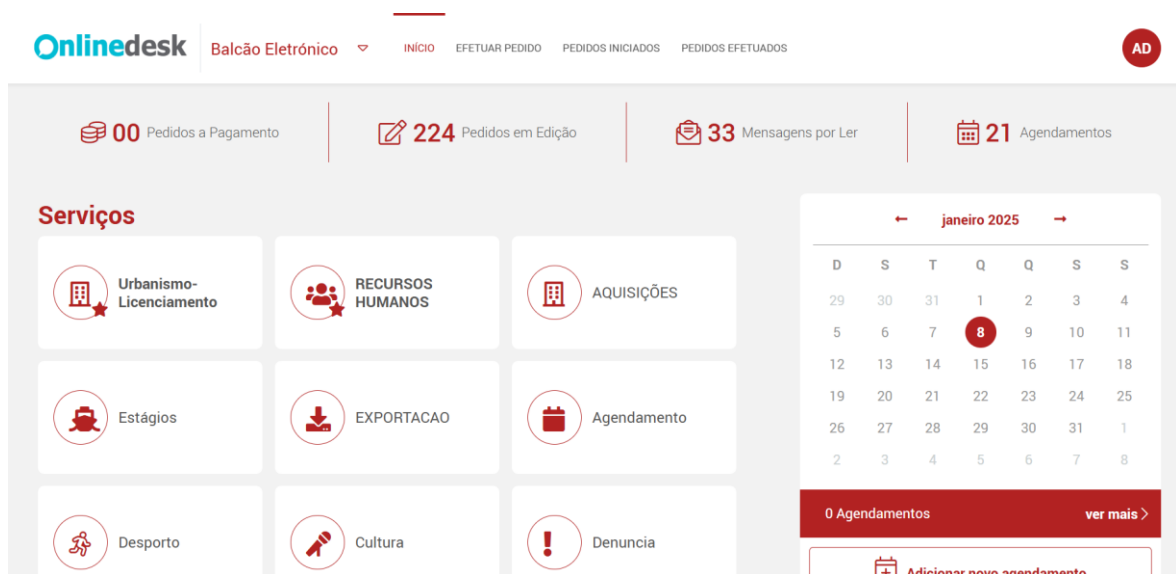 Onlinedesk
Balcão Eletrónico
INÍCIO EFETUAR PEDIDO PEDIDOS INICIADOS PEDIDOS EFETUADOS
AD
00 Pedidos a Pagamento
224 Pedidos em Edição
33 Mensagens por Ler
21 Agendamentos
Serviços
Urbanismo-
Licenciamento
RECURSOS
HUMANOS
AQUISIÇÕES
Estágios
EXPORTACAO
Agendamento
Desporto
Cultura
Denuncia
janeiro 2025
D S T Q Q S S
29 30 31 1 2 3 4
5 6 7 8 9 10 11
12 13 14 15 16 17 18
19 20 21 22 23 24 25
26 27 28 29 30 31 1
2 3 4 5 6 7 8
0 Agendamentos
ver mais
Adicionar novo agendamento